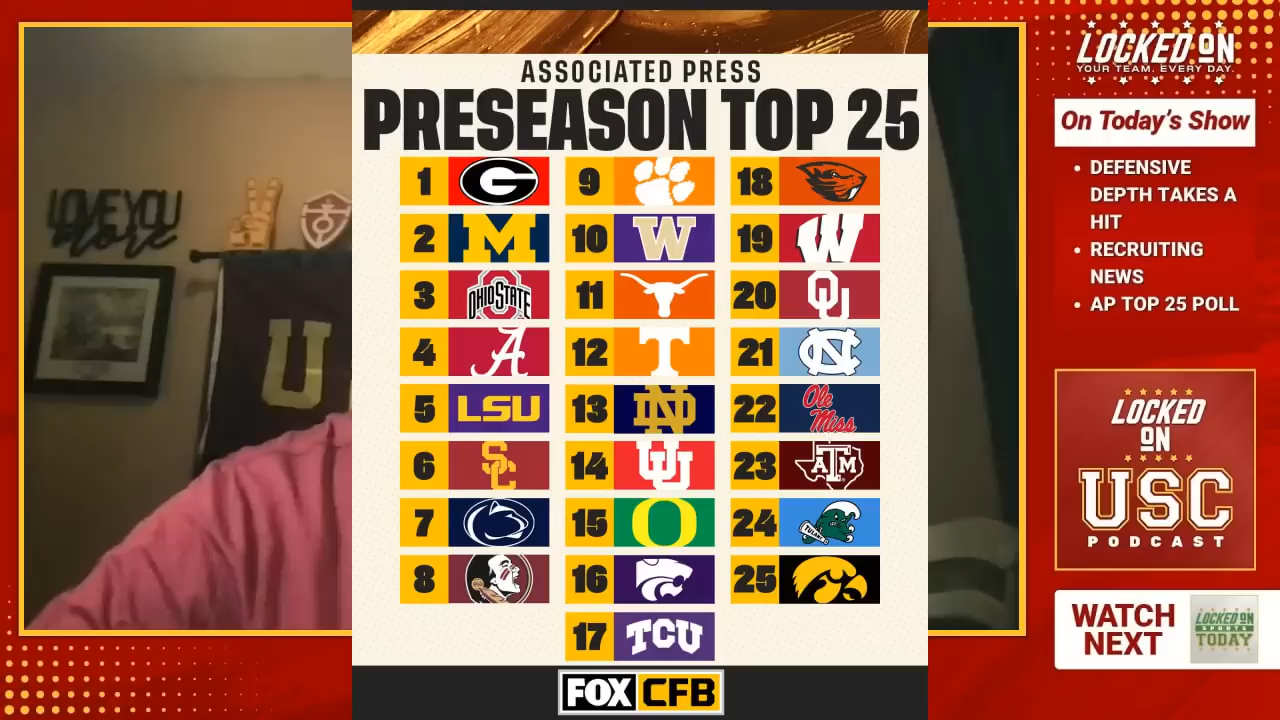 LOVE YOU
more
U
ASSOCIATED PRESS
PRESEASON TOP 25
1 G
2 M
3 OHIO STATE
4 A
5 LSU
6 SC
7
8
9
10 W
11
12 T
13 ND
14 UU
15 O
16
17 TCU
18
19 W
20 OU
21 NC
22 Ole Miss
23 ATM
24 TULANE
25
FOX CFB
LOCKED ON
YOUR TEAM. EVERY DAY.
On Today's Show
• DEFENSIVE
DEPTH TAKES A
HIT
• RECRUITING
NEWS
• AP TOP 25 POLL
LOCKED
ON
USC
PODCAST
WATCH
NEXT
LOCKED ON
SPORTS
TODAY